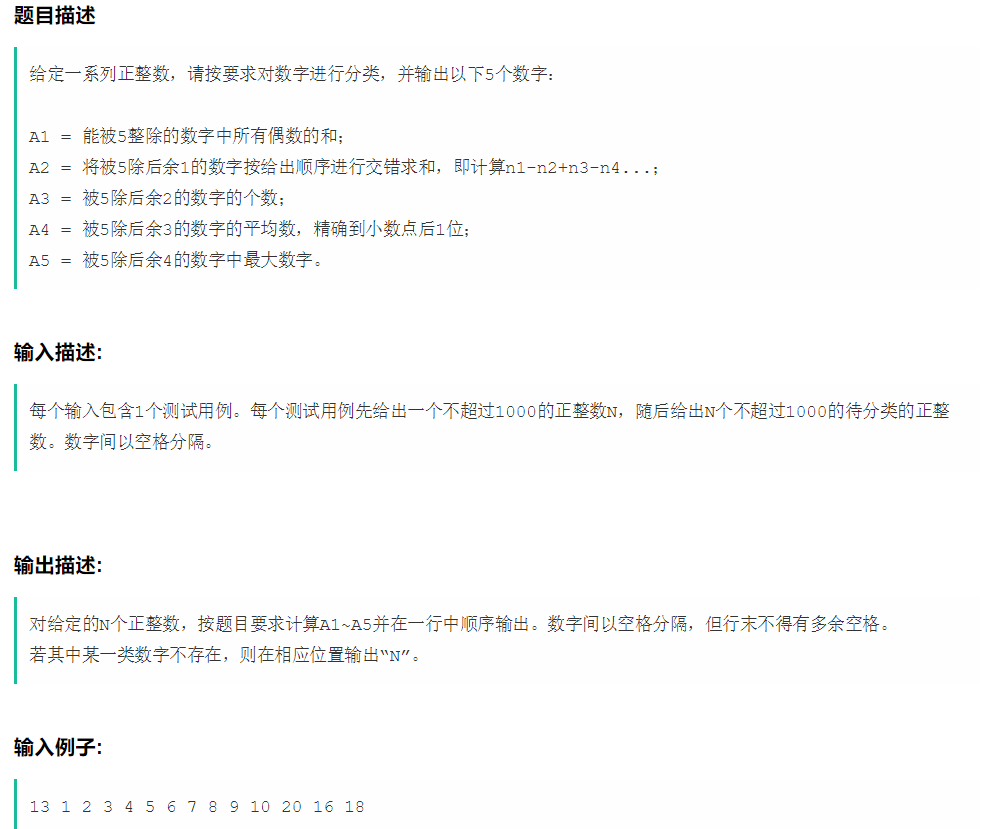 题目描述
给定一系列正整数，请按要求对数字进行分类，并输出以下5个数字：
A1 = 能被5整除的数字中所有偶数的和；
A2 = 将被5除后余1的数字按给出顺序进行交错求和，即计算n1-n2+n3-n4...；
A3 = 被5除后余2的数字的个数；
A4 = 被5除后余3的数字的平均数，精确到小数点后1位；
A5 = 被5除后余4的数字中最大数字。
输入描述:
每个输入包含1个测试用例。每个测试用例先给出一个不超过1000的正整数N，随后给出N个不超过1000的待分类的正整
数。数字间以空格分隔。
输出描述:
对给定的N个正整数，按题目要求计算A1~A5并在一行中顺序输出。数字间以空格分隔，但行末不得有多余空格。
若其中某一类数字不存在，则在相应位置输出“N”。
输入例子:
13 1 2 3 4 5 6 7 8 9 10 20 16 18